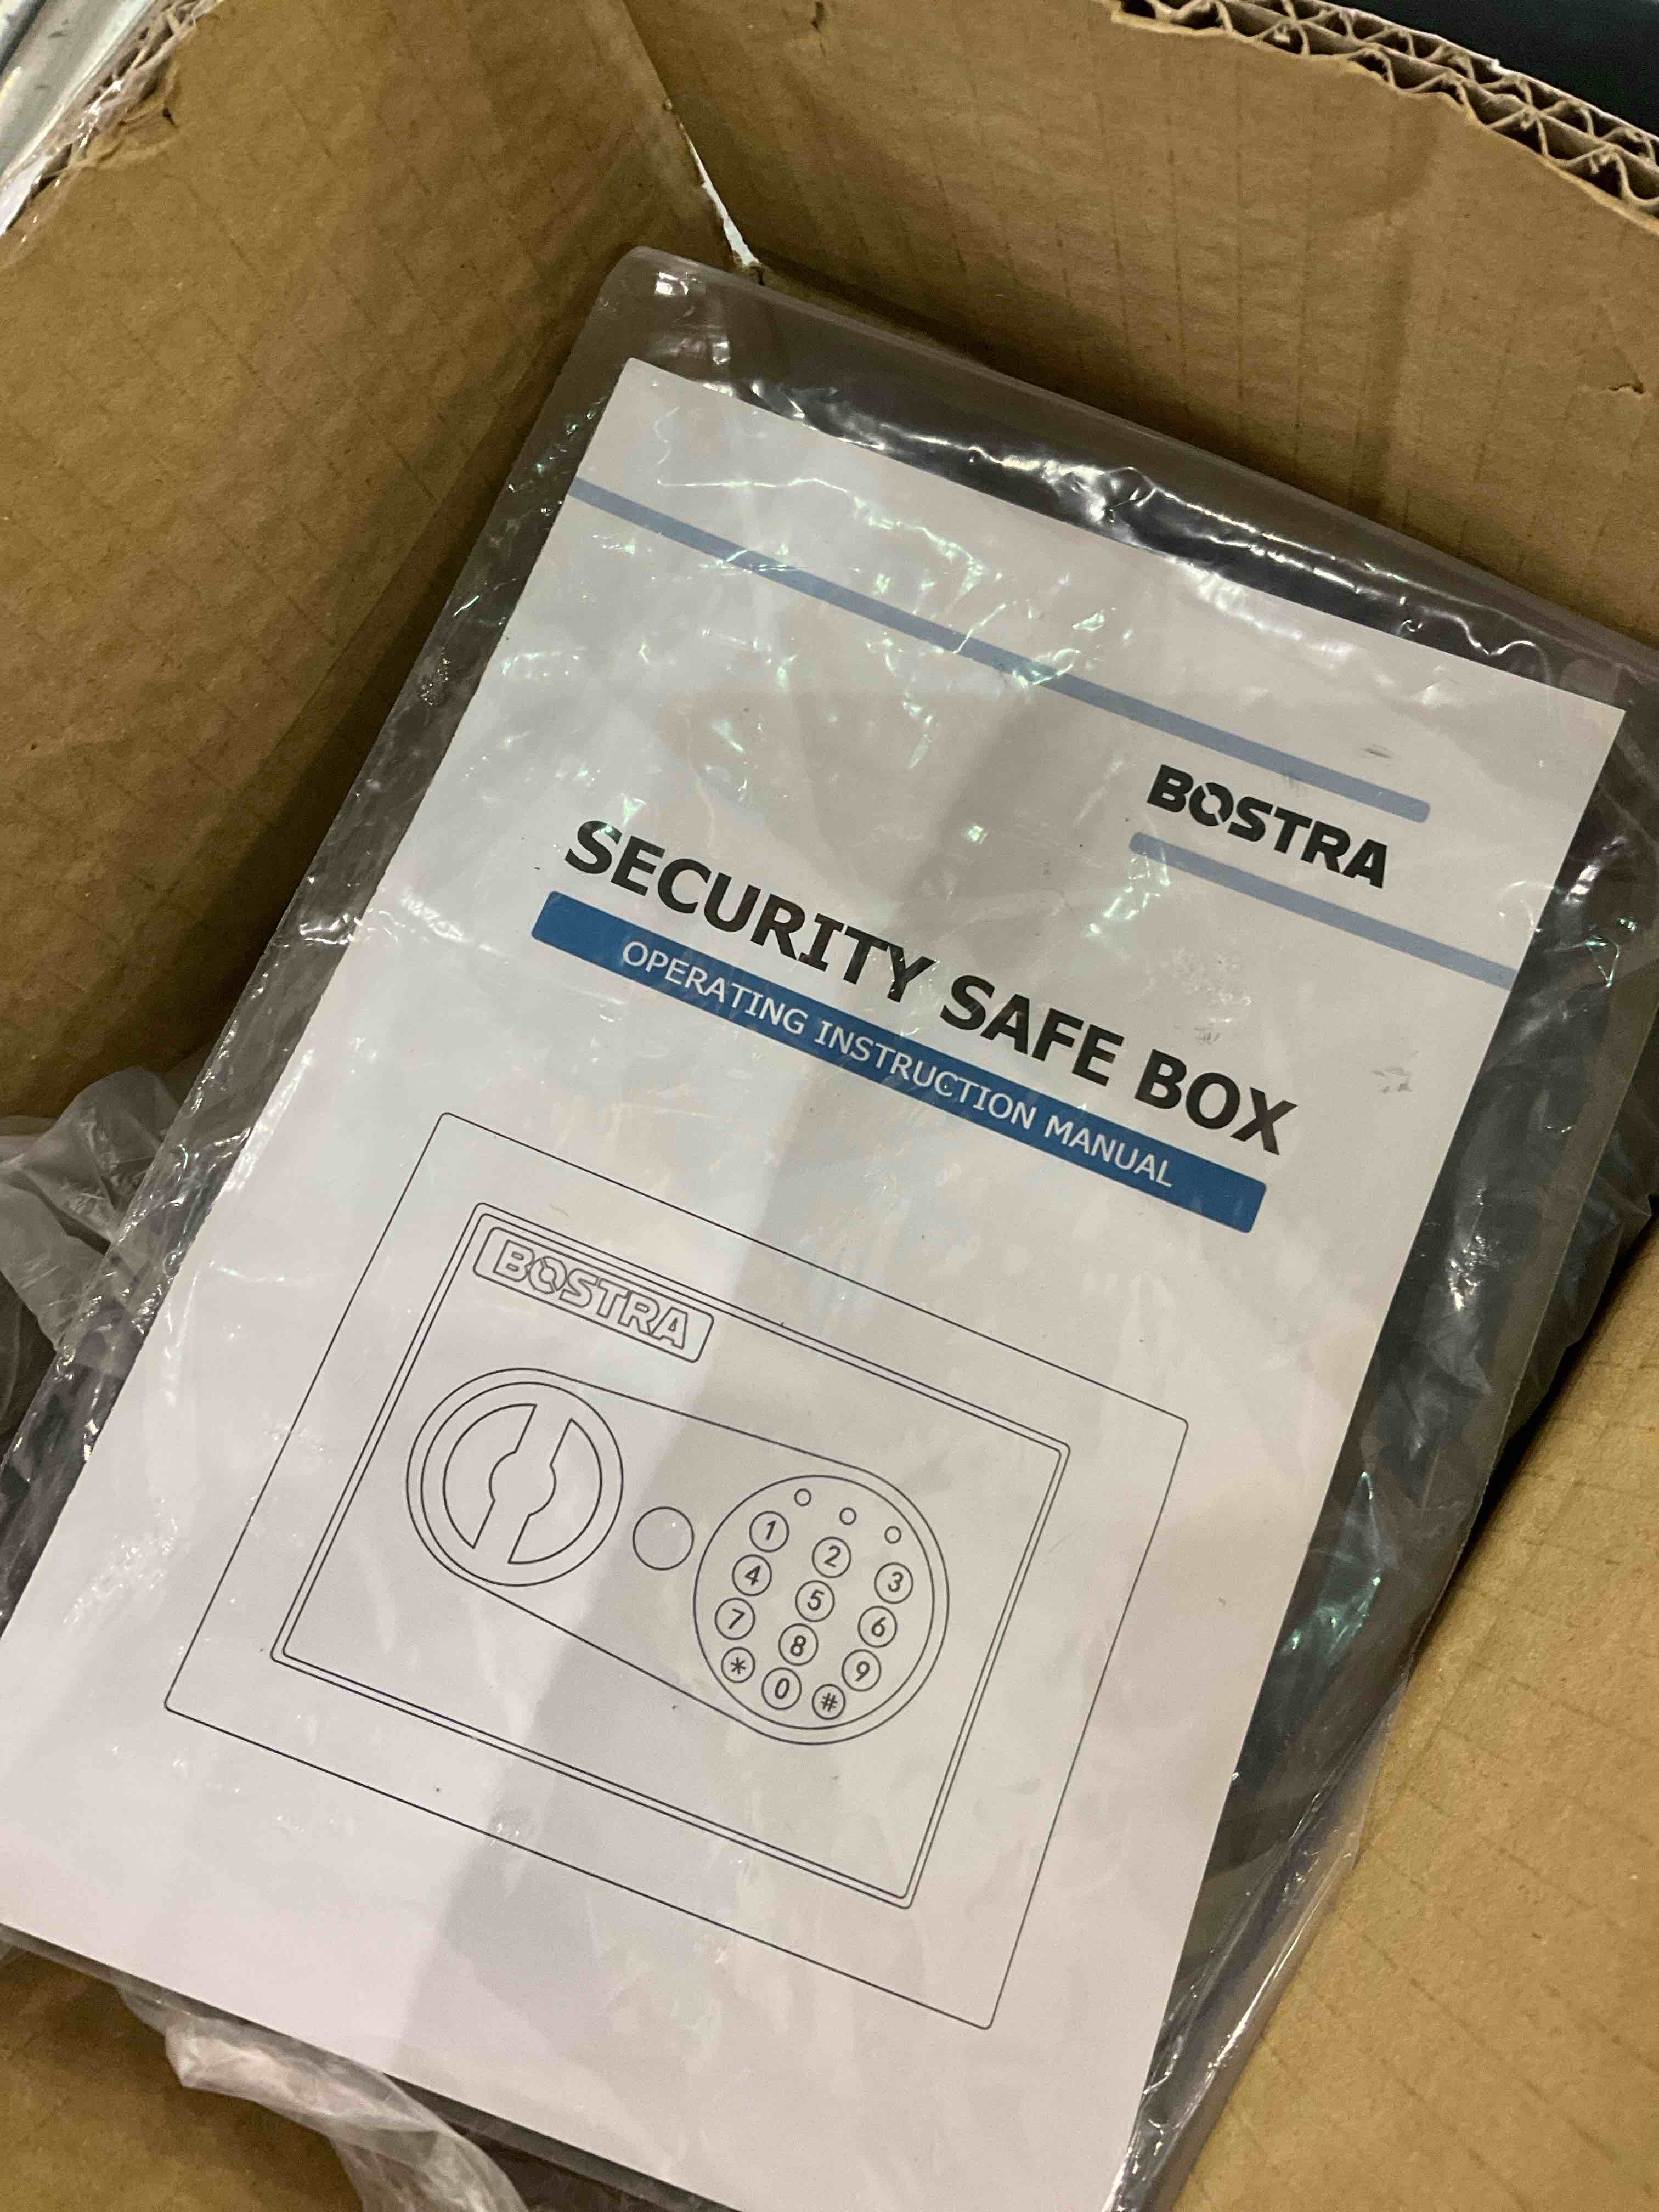 BOSTRA
SECURITY SAFE BOX
OPERATING INSTRUCTION MANUAL
BOSTRA
1 2 3
4 5 6
7 8 9
* 0 #